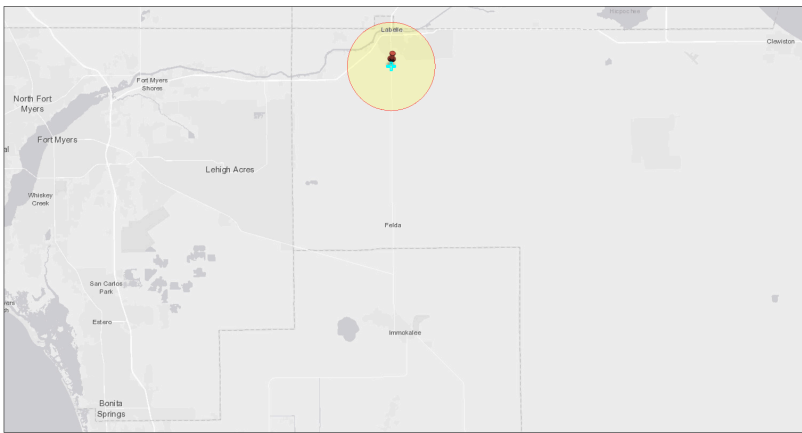 Labelle
Clewiston
Fort Myers
Shores
North Fort
Myers
Fort Myers
al
Lehigh Acres
Whiskey
Creek
Felda
San Carlos
Park
Estero
Immokalee
Bonita
Springs